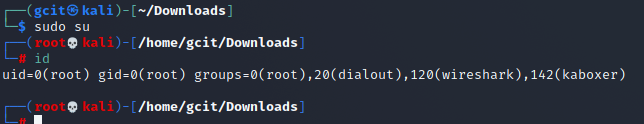 ┌──(gcit㉿kali)-[~/Downloads]
└─$ sudo su
┌──(root💀kali)-[/home/gcit/Downloads]
└─# id
uid=0(root) gid=0(root) groups=0(root),20(dialout),120(wireshark),142(kaboxer)
┌──(root💀kali)-[/home/gcit/Downloads]
└─#